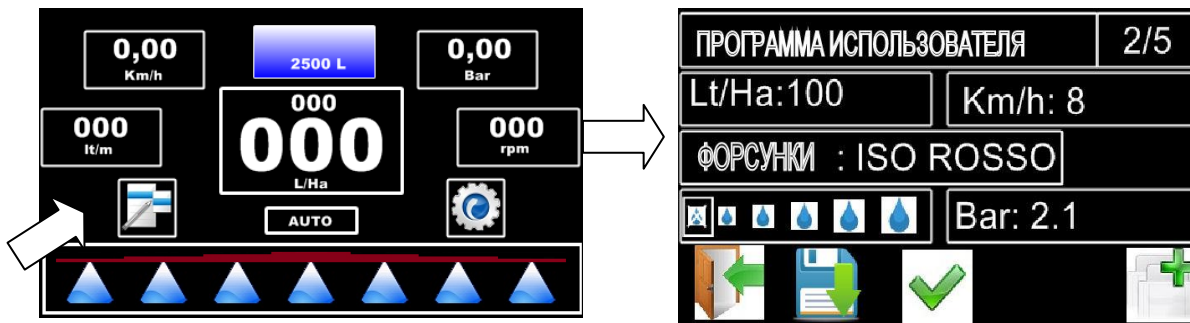 0,00
Km/h
2500 L
0,00
Bar
000
lt/m
000
000
L/Ha
000
rpm
AUTO
ПРОГРАММА ИСПОЛЬЗОВАТЕЛЯ 2/5
Lt/Ha:100 Km/h: 8
ФОРСУНКИ : ISO ROSSO
Bar: 2.1